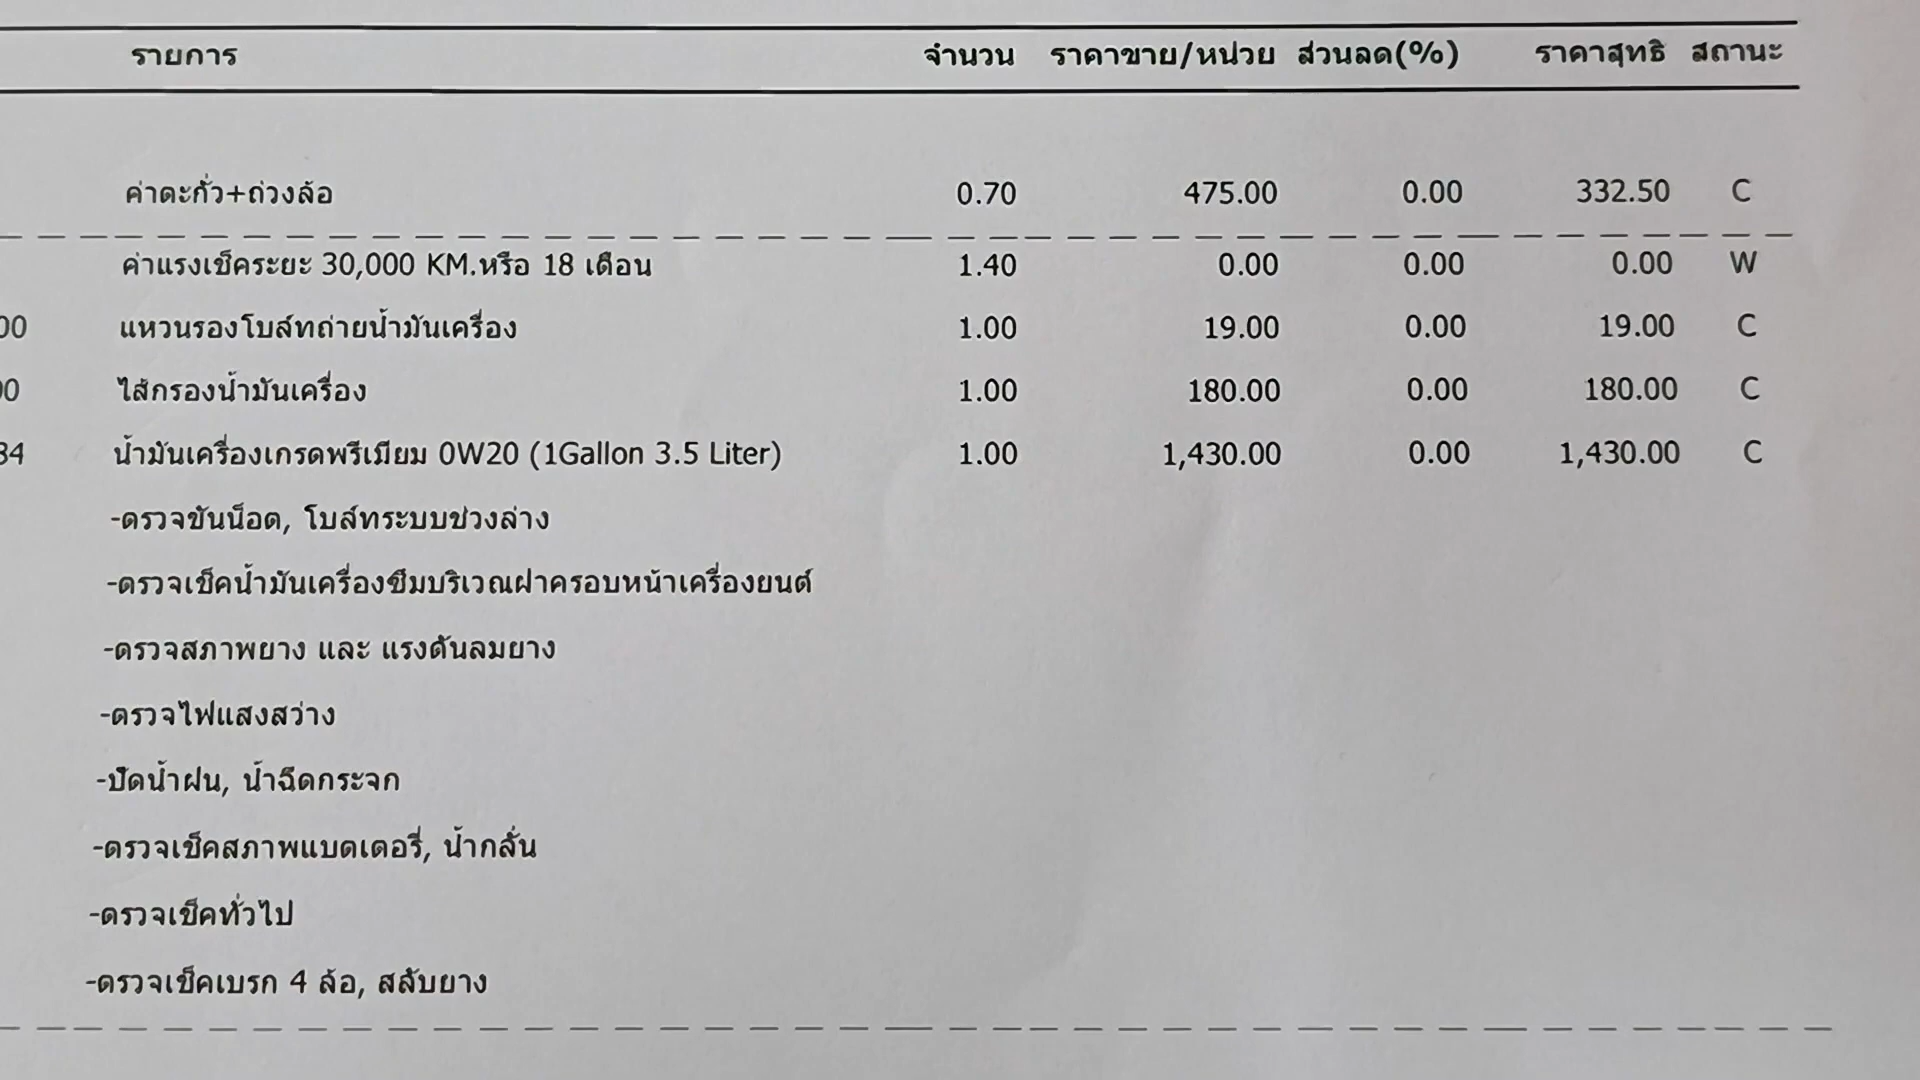 รายการ จำนวน ราคาขาย/หน่วย ส่วนลด(%) ราคาสุทธิ สถานะ
ค่าตะกั่ว+ถ่วงล้อ 0.70 475.00 0.00 332.50 C
ค่าแรงเช็คระยะ 30,000 KM.หรือ 18 เดือน 1.40 0.00 0.00 0.00 W
00 แหวนรองโบล์ทถ่ายน้ำมันเครื่อง 1.00 19.00 0.00 19.00 C
00 ไส้กรองน้ำมันเครื่อง 1.00 180.00 0.00 180.00 C
34 น้ำมันเครื่องเกรดพรีเมียม 0W20 (1Gallon 3.5 Liter) 1.00 1,430.00 0.00 1,430.00 C
-ตรวจขันน็อต, โบล์ทระบบช่วงล่าง
-ตรวจเช็คน้ำมันเครื่องซึมบริเวณฝาครอบหน้าเครื่องยนต์
-ตรวจสภาพยาง และ แรงดันลมยาง
-ตรวจไฟแสงสว่าง
-ปัดน้ำฝน, น้ำฉีดกระจก
-ตรวจเช็คสภาพแบตเตอรี่, น้ำกลั่น
-ตรวจเช็คทั่วไป
-ตรวจเช็คเบรก 4 ล้อ, สลับยาง